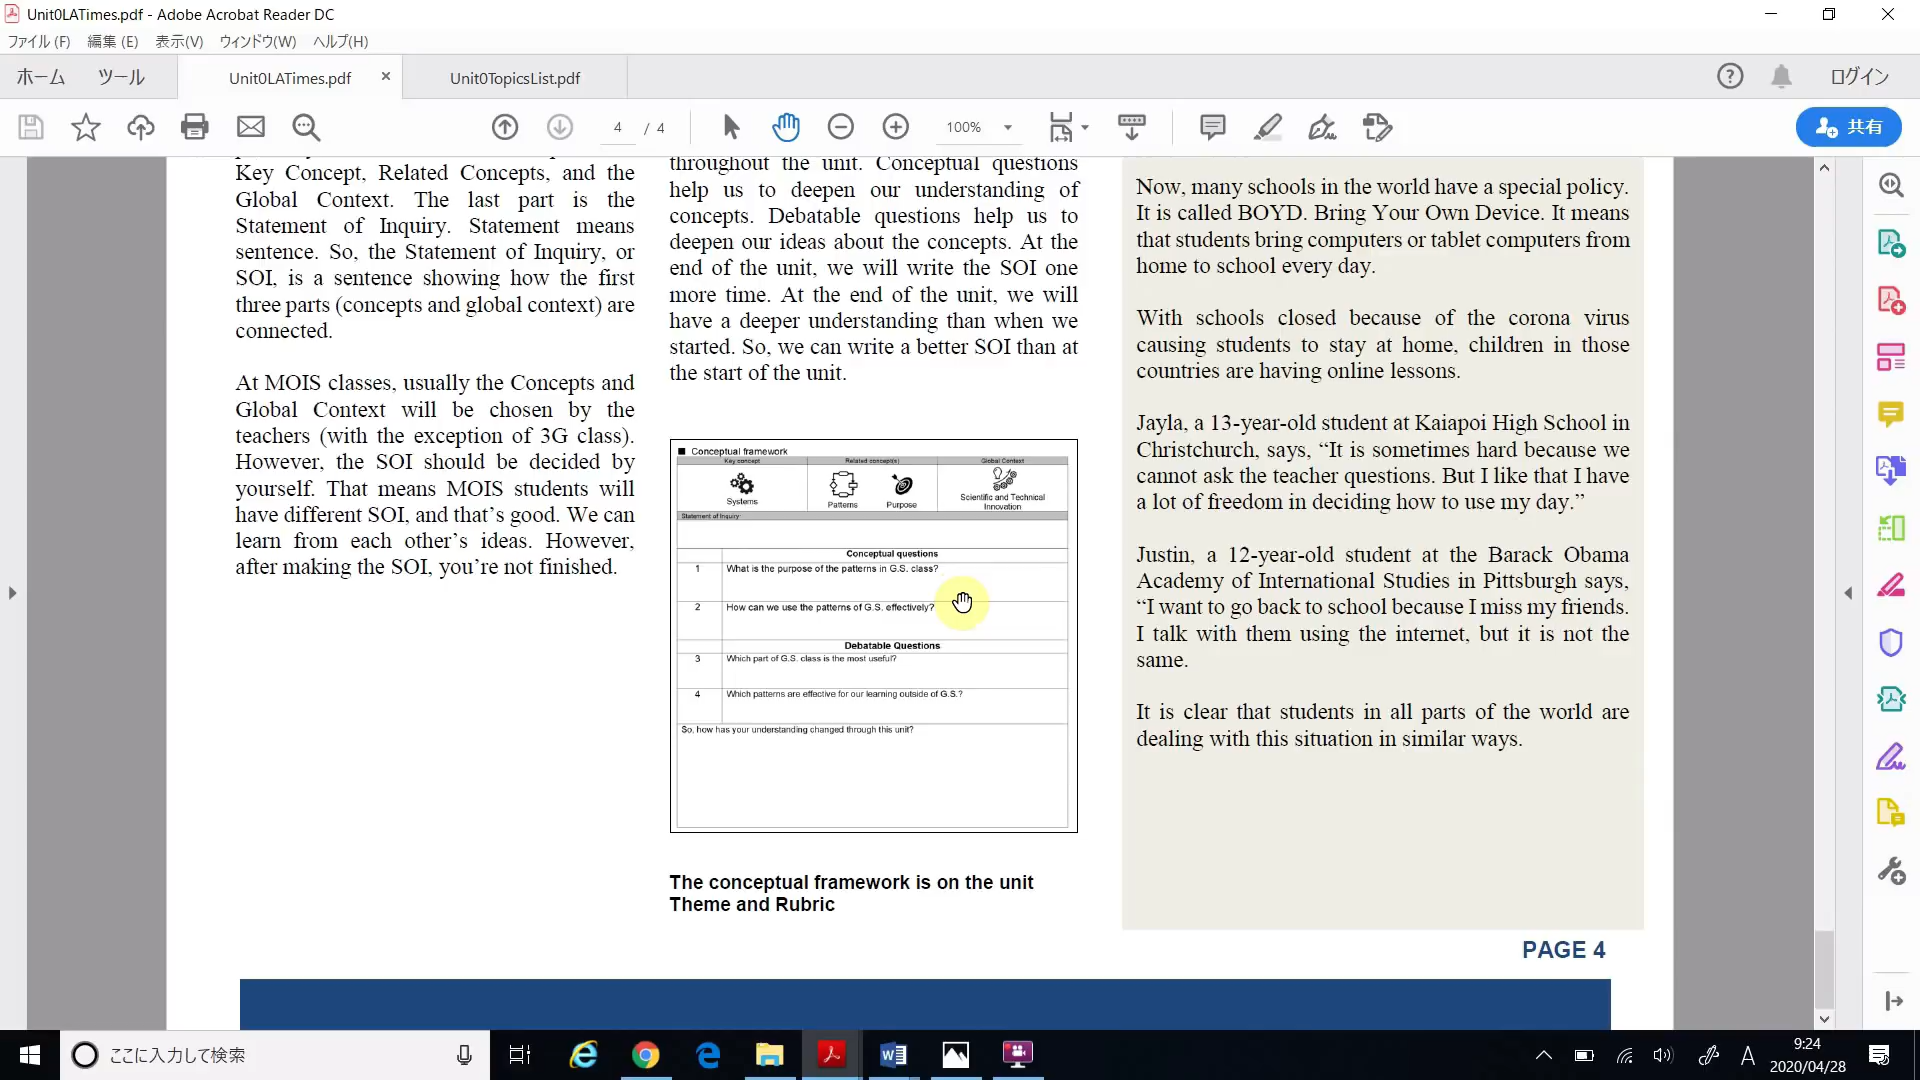 Unit0LATimes.pdf - Adobe Acrobat Reader DC
ファイル(F) 編集(E) 表示(V) ウィンドウ(W) ヘルプ(H)
ホーム ツール Unit0LATimes.pdf × Unit0TopicsList.pdf ログイン
4 / 4 100% 共有
Key Concept, Related Concepts, and the
Global Context. The last part is the
Statement of Inquiry. Statement means
sentence. So, the Statement of Inquiry, or
SOI, is a sentence showing how the first
three parts (concepts and global context) are
connected.
At MOIS classes, usually the Concepts and
Global Context will be chosen by the
teachers (with the exception of 3G class).
However, the SOI should be decided by
yourself. That means MOIS students will
have different SOI, and that's good. We can
learn from each other's ideas. However,
after making the SOI, you're not finished.
throughout the unit. Conceptual questions
help us to deepen our understanding of
concepts. Debatable questions help us to
deepen our ideas about the concepts. At the
end of the unit, we will write the SOI one
more time. At the end of the unit, we will
have a deeper understanding than when we
started. So, we can write a better SOI than at
the start of the unit.
■ Conceptual framework
Key concept Related concept(s) Global Context
Systems Patterns Purpose Scientific and Technical
Innovation
Statement of Inquiry
Conceptual questions
1 What is the purpose of the patterns in G.S. class?
2 How can we use the patterns of G.S. effectively?
Debatable Questions
3 Which part of G.S. class is the most useful?
4 Which patterns are effective for our learning outside of G.S.?
So, how has your understanding changed through this unit?
The conceptual framework is on the unit
Theme and Rubric
Now, many schools in the world have a special policy.
It is called BOYD. Bring Your Own Device. It means
that students bring computers or tablet computers from
home to school every day.
With schools closed because of the corona virus
causing students to stay at home, children in those
countries are having online lessons.
Jayla, a 13-year-old student at Kaiapoi High School in
Christchurch, says, “It is sometimes hard because we
cannot ask the teacher questions. But I like that I have
a lot of freedom in deciding how to use my day.”
Justin, a 12-year-old student at the Barack Obama
Academy of International Studies in Pittsburgh says,
“I want to go back to school because I miss my friends.
I talk with them using the internet, but it is not the
same.
It is clear that students in all parts of the world are
dealing with this situation in similar ways.
PAGE 4
ここに入力して検索
A 9:24
2020/04/28